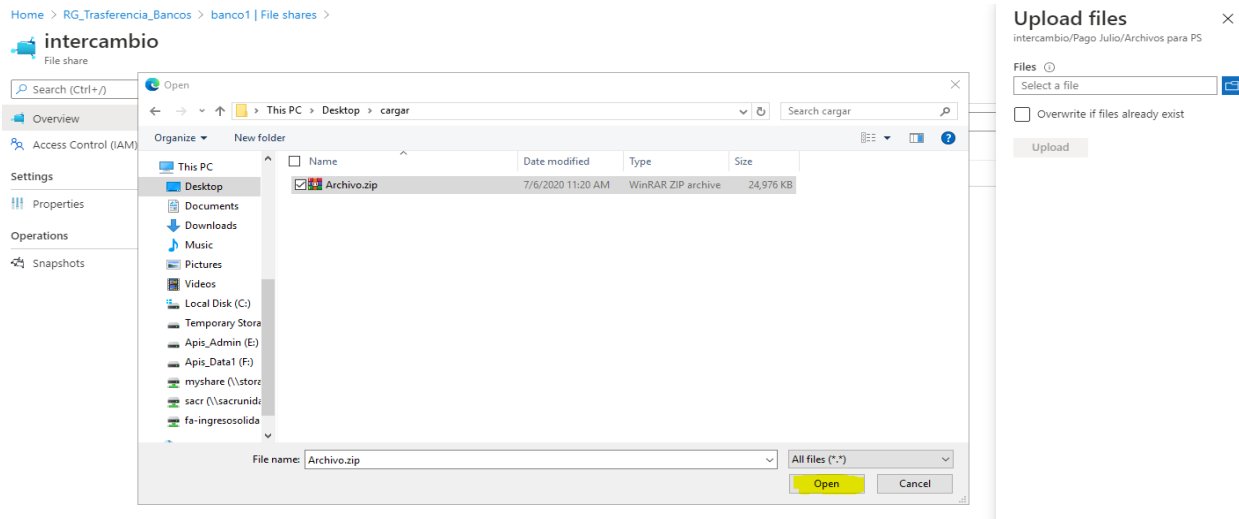 Home > RG_Trasferencia_Bancos > banco1 | File shares >
intercambio
File share
Search (Ctrl+/)
Overview
Access Control (IAM)
Settings
Properties
Operations
Snapshots
Open
This PC > Desktop > cargar
Search cargar
Organize
New folder
This PC
Desktop
Documents
Downloads
Music
Pictures
Videos
Local Disk (C:)
Temporary Stora
Apis_Admin (E:)
Apis_Data1 (F:)
myshare (\\stora
sacr (\\sacrunida
fa-ingresosolida
Name Date modified Type Size
Archivo.zip 7/6/2020 11:20 AM WinRAR ZIP archive 24,976 KB
File name: Archivo.zip
All files (*.*)
Open Cancel
Upload files
intercambio/Pago Julio/Archivos para PS
Files
Select a file
Overwrite if files already exist
Upload